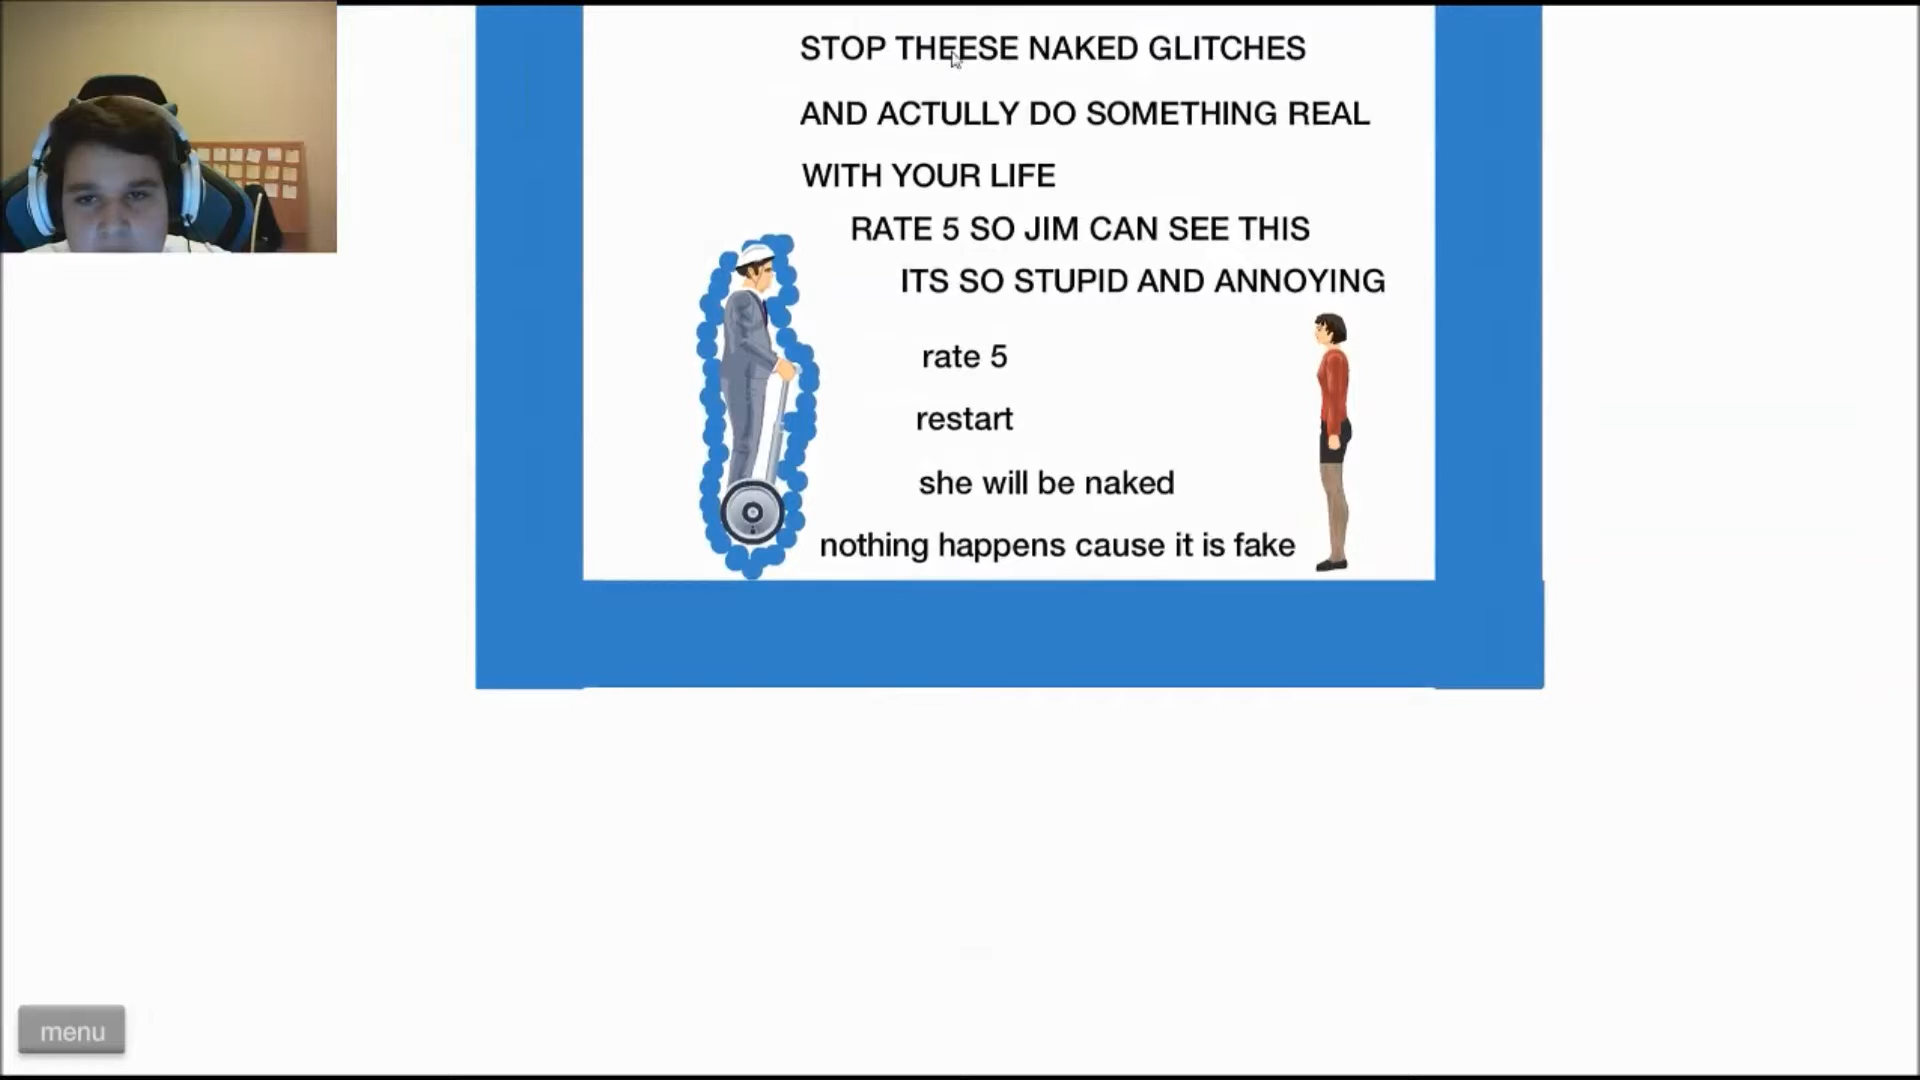 STOP THEESE NAKED GLITCHES
AND ACTULLY DO SOMETHING REAL
WITH YOUR LIFE
RATE 5 SO JIM CAN SEE THIS
ITS SO STUPID AND ANNOYING
rate 5
restart
she will be naked
nothing happens cause it is fake
menu